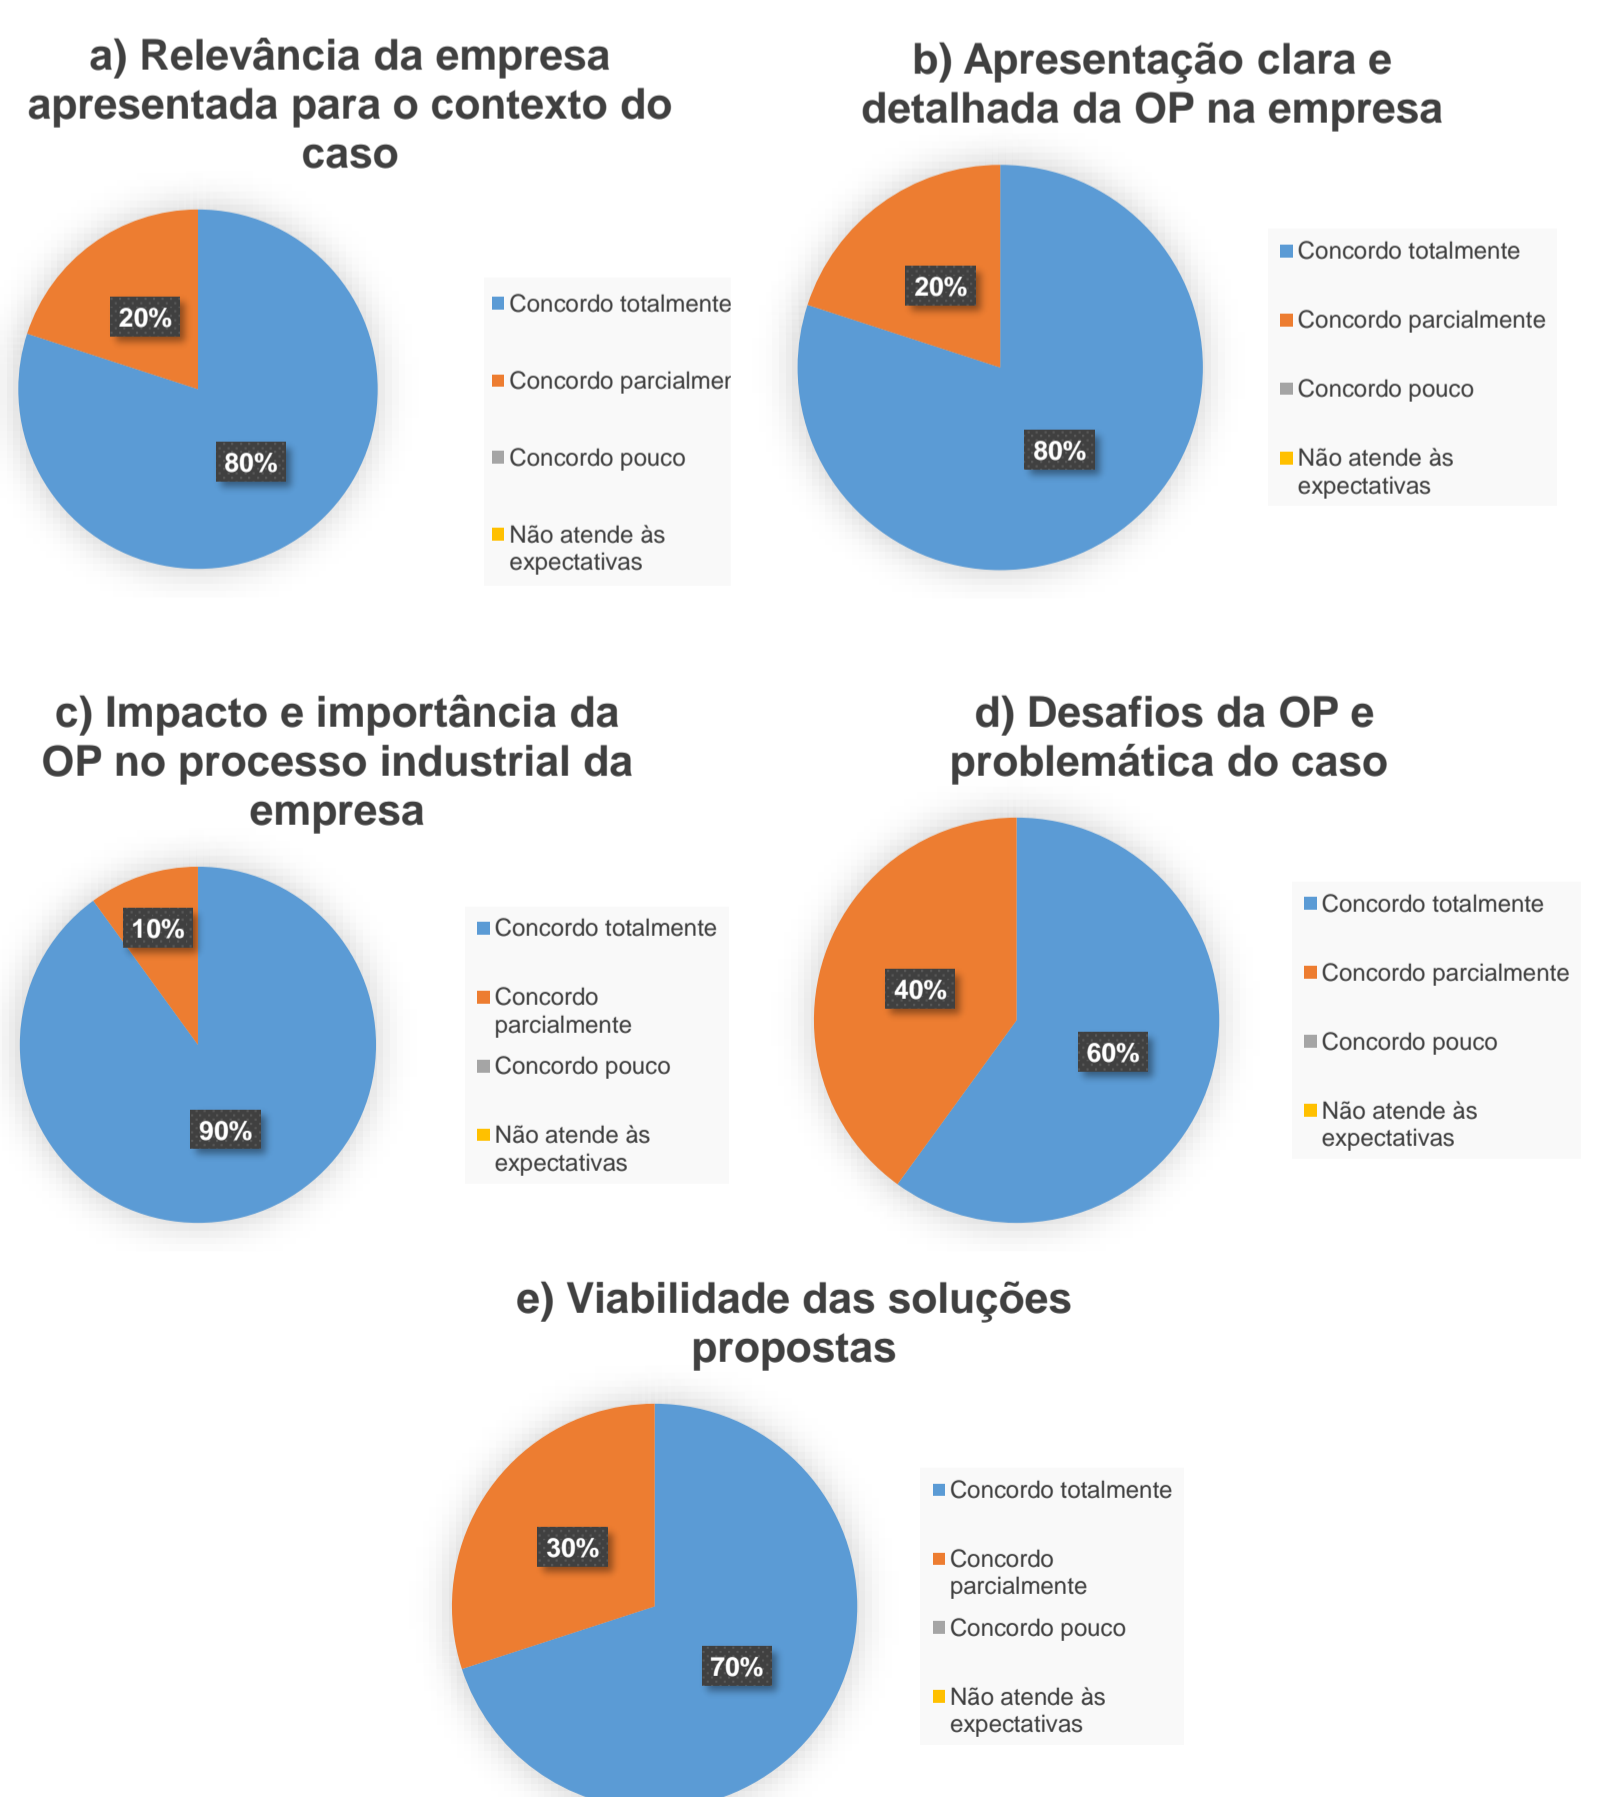 a) Relevância da empresa
apresentada para o contexto do
caso
20%
80%
Concordo totalmente
Concordo parcialmer
Concordo pouco
Não atende às
expectativas
b) Apresentação clara e
detalhada da OP na empresa
20%
80%
Concordo totalmente
Concordo parcialmente
Concordo pouco
Não atende às
expectativas
c) Impacto e importância da
OP no processo industrial da
empresa
10%
90%
Concordo totalmente
Concordo
parcialmente
Concordo pouco
Não atende às
expectativas
d) Desafios da OP e
problemática do caso
40%
60%
Concordo totalmente
Concordo parcialmente
Concordo pouco
Não atende às
expectativas
e) Viabilidade das soluções
propostas
30%
70%
Concordo totalmente
Concordo
parcialmente
Concordo pouco
Não atende às
expectativas